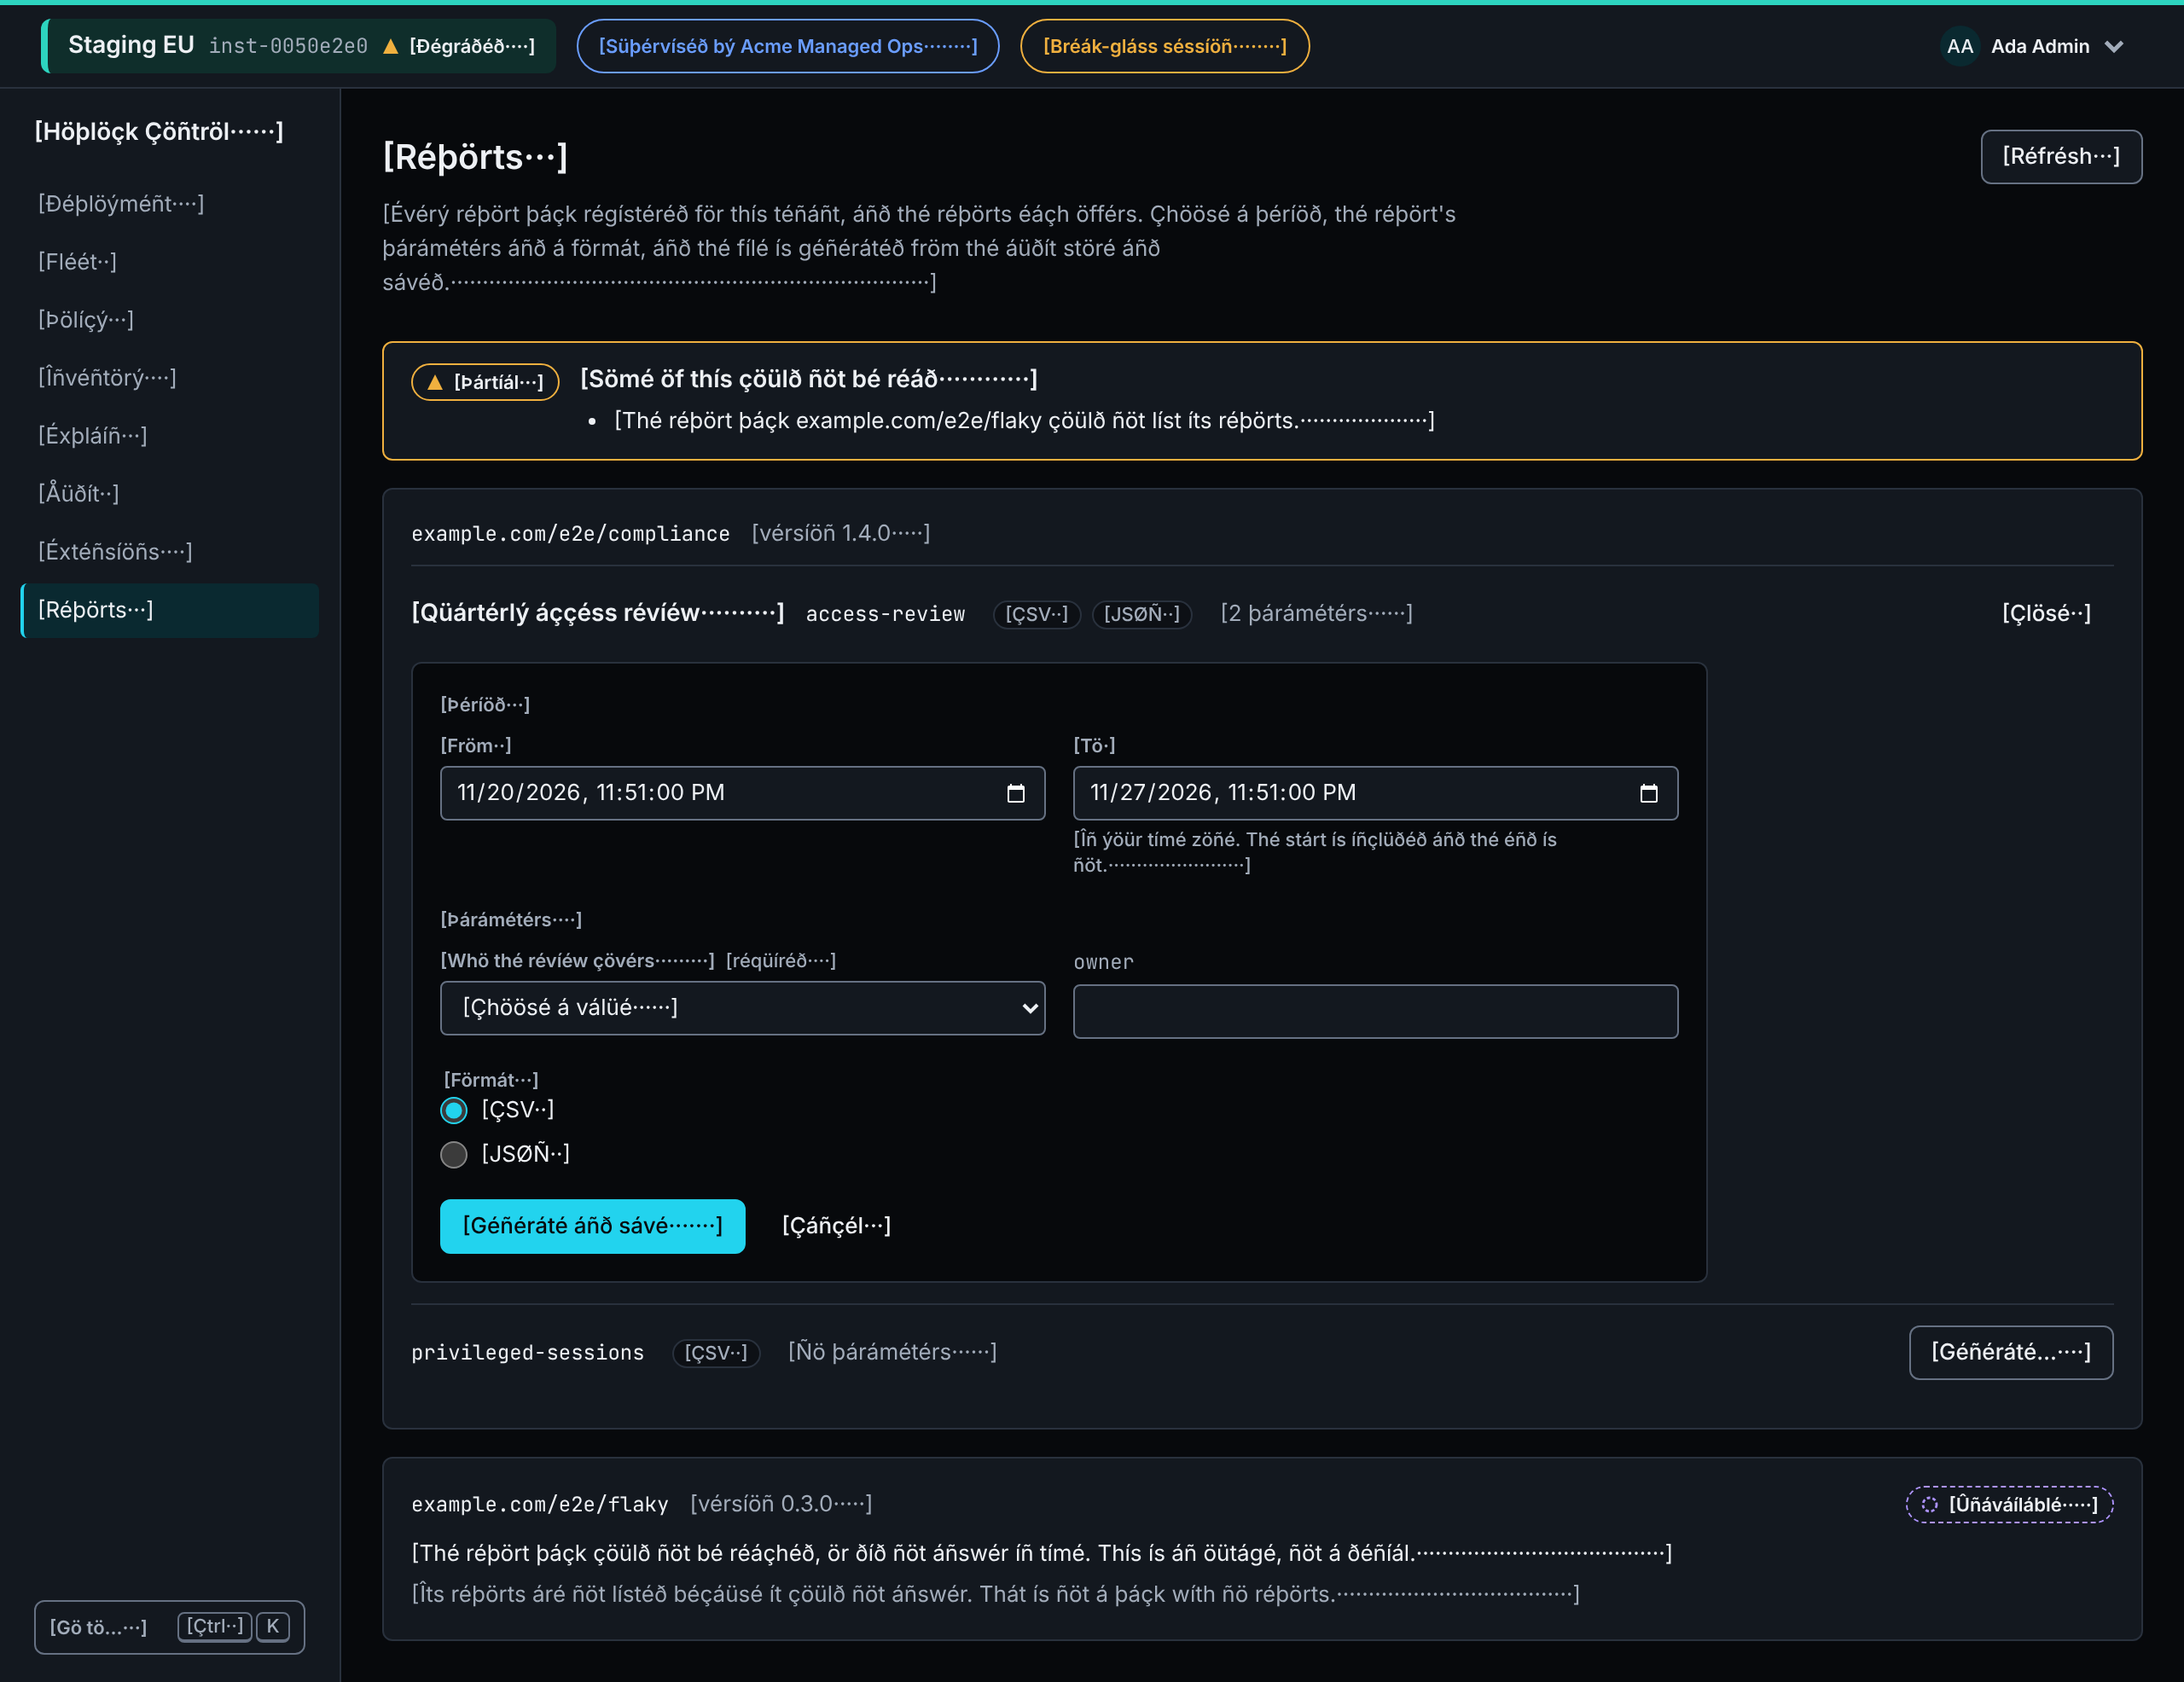 Staging EU inst-0050e2e0 [Ðégráðéð····]
[Süþérvíséð bý Acme Managed Ops········]
[Bréák-gláss séssíöñ········]
AA Ada Admin
[Höþlöçk Çöñtröl······]
[Ðéþlöýméñt····]
[Fléét··]
[Þölíçý···]
[Îñvéñtörý····]
[Éxþláíñ···]
[Åüðít··]
[Éxtéñsíöñs····]
[Réþörts···]
[Gö tö…···] [Çtrl··] K
[Réþörts···]
[Réfrésh···]
[Évérý réþört þáçk régístéréð för thís téñáñt, áñð thé réþörts éáçh öfférs. Çhöösé á þéríöð, thé réþört's
þárámétérs áñð á förmát, áñð thé fílé ís géñérátéð fröm thé áüðít störé áñð
sávéð.···········································································]
[Þártíál···] [Sömé öf thís çöülð ñöt bé réáð············]
• [Thé réþört þáçk example.com/e2e/flaky çöülð ñöt líst íts réþörts.····················]
example.com/e2e/compliance [vérsíöñ 1.4.0·····]
[Qüártérlý áççéss révíéw··········] access-review [ÇSV··] [JSØÑ··] [2 þárámétérs······] [Çlösé··]
[Þéríöð···]
[Fröm··]
11/20/2026, 11:51:00 PM
[Tö·]
11/27/2026, 11:51:00 PM
[Îñ ýöür tímé zöñé. Thé stárt ís íñçlüðéð áñð thé éñð ís
ñöt.························]
[Þárámétérs····]
[Whö thé révíéw çövérs·········] [réqüíréð····]
[Çhöösé á válüé······]
owner
[Förmát···]
[ÇSV··]
[JSØÑ··]
[Géñéráté áñð sávé·······] [Çáñçél···]
privileged-sessions [ÇSV··] [Ñö þárámétérs······] [Géñéráté…····]
example.com/e2e/flaky [vérsíöñ 0.3.0·····] [Ûñáváíláblé·····]
[Thé réþört þáçk çöülð ñöt bé réáçhéð, ör ðíð ñöt áñswér íñ tímé. Thís ís áñ öütágé, ñöt á ðéñíál.······································]
[Îts réþörts áré ñöt lístéð béçáüsé ít çöülð ñöt áñswér. Thát ís ñöt á þáçk wíth ñö réþörts.····································]